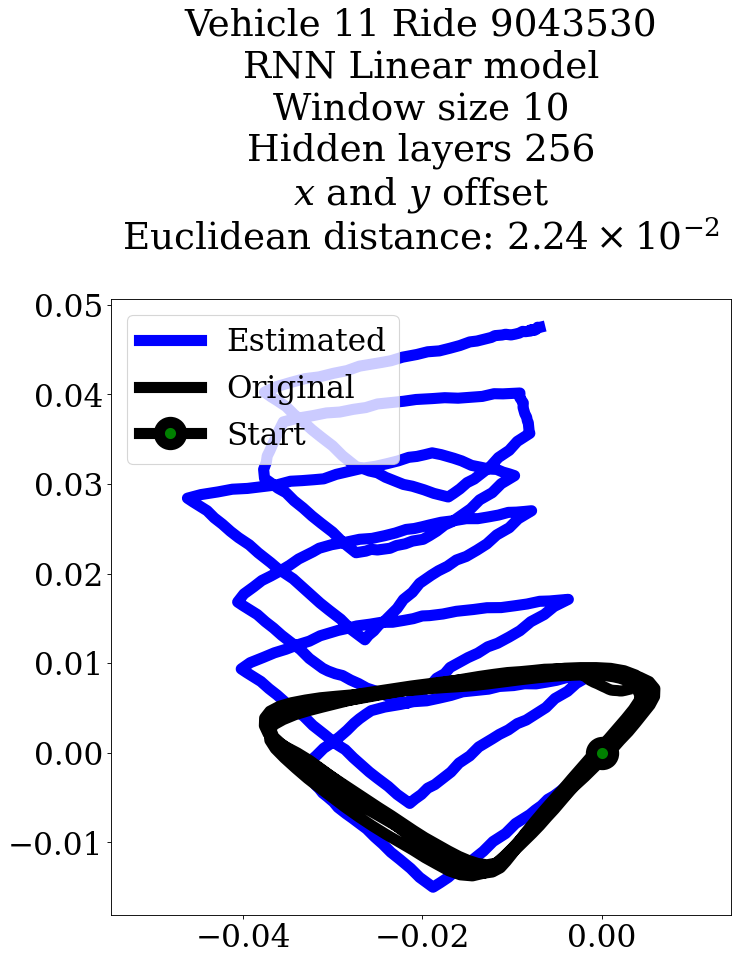 Vehicle 11 Ride 9043530
RNN Linear model
Window size 10
Hidden layers 256
x and y offset
Euclidean distance: 2.24 × 10⁻²
0.05
0.04
0.03
0.02
0.01
0.00
−0.01
Estimated
Original
Start
−0.04
−0.02
0.00